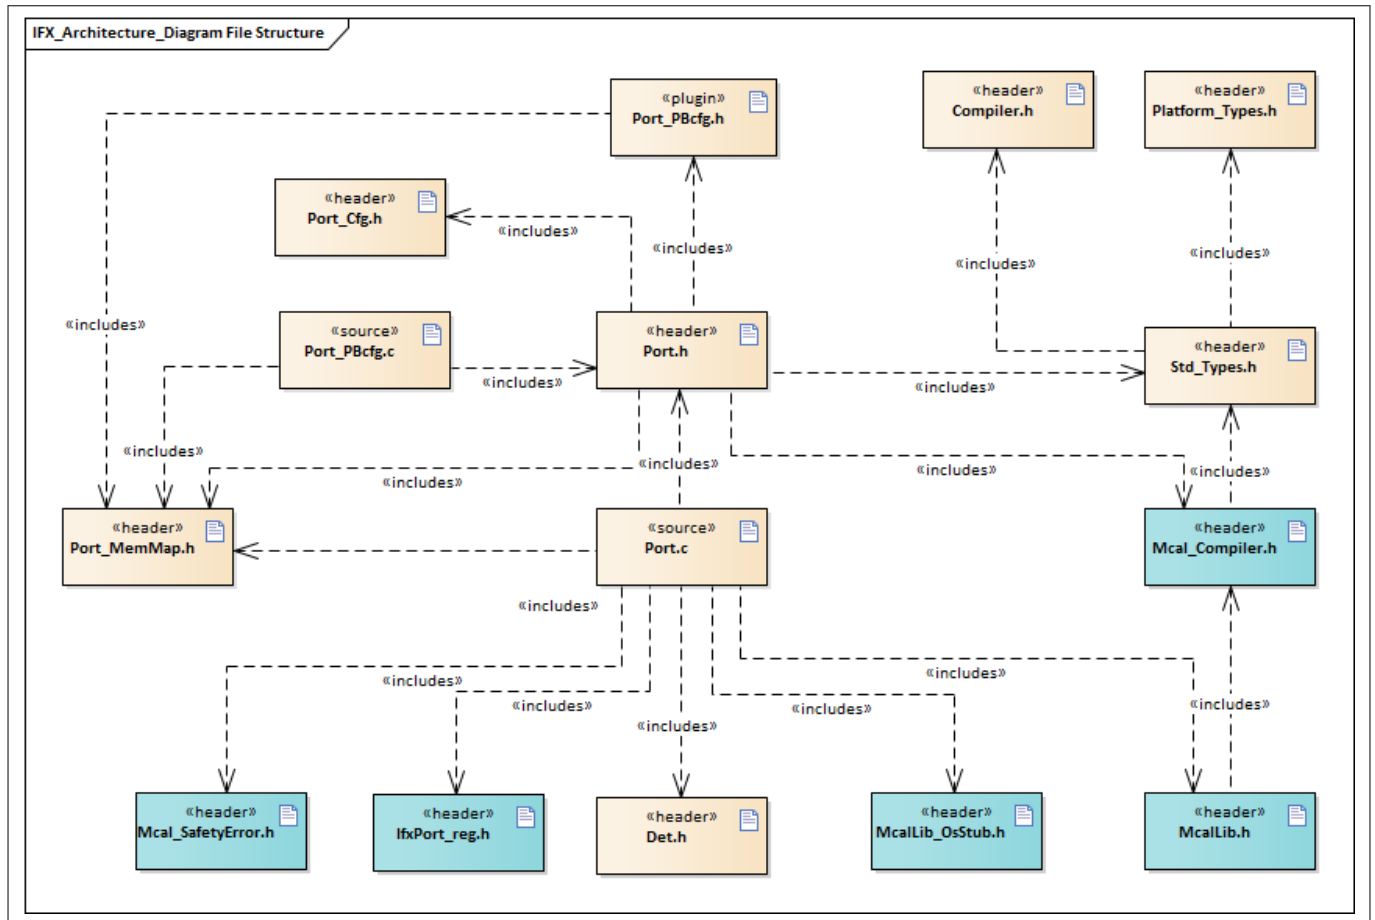 IFX_Architecture_Diagram File Structure
«plugin»
Port_PBcfg.h
«header»
Compiler.h
«header»
Platform_Types.h
«header»
Port_Cfg.h
«includes»
«includes»
«includes»
«includes»
«includes»
«source»
Port_PBcfg.c
«header»
Port.h
«header»
Std_Types.h
«includes»
«includes»
«includes»
«includes»
«includes»
«includes»
«includes»
«header»
Port_MemMap.h
«source»
Port.c
«header»
Mcal_Compiler.h
«includes»
«includes»
«includes»
«includes»
«includes»
«includes»
«includes»
«header»
Mcal_SafetyError.h
«header»
IfxPort_reg.h
«header»
Det.h
«header»
McalLib_OsStub.h
«header»
McalLib.h